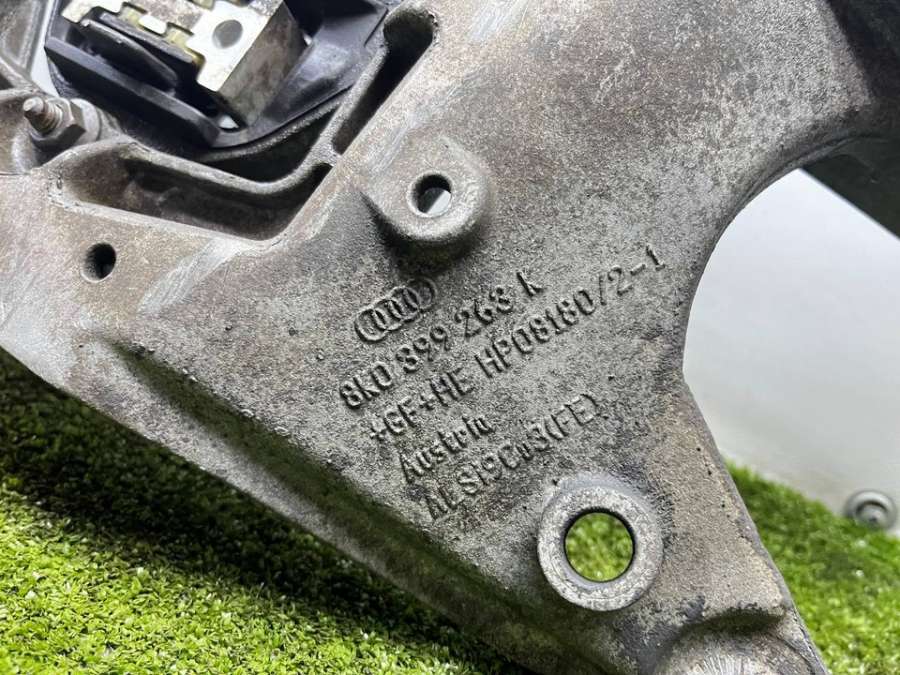 8K0 399 263 K
+GF+HE HP08180/2-1
Austria
ALSI9Cu3(FE)